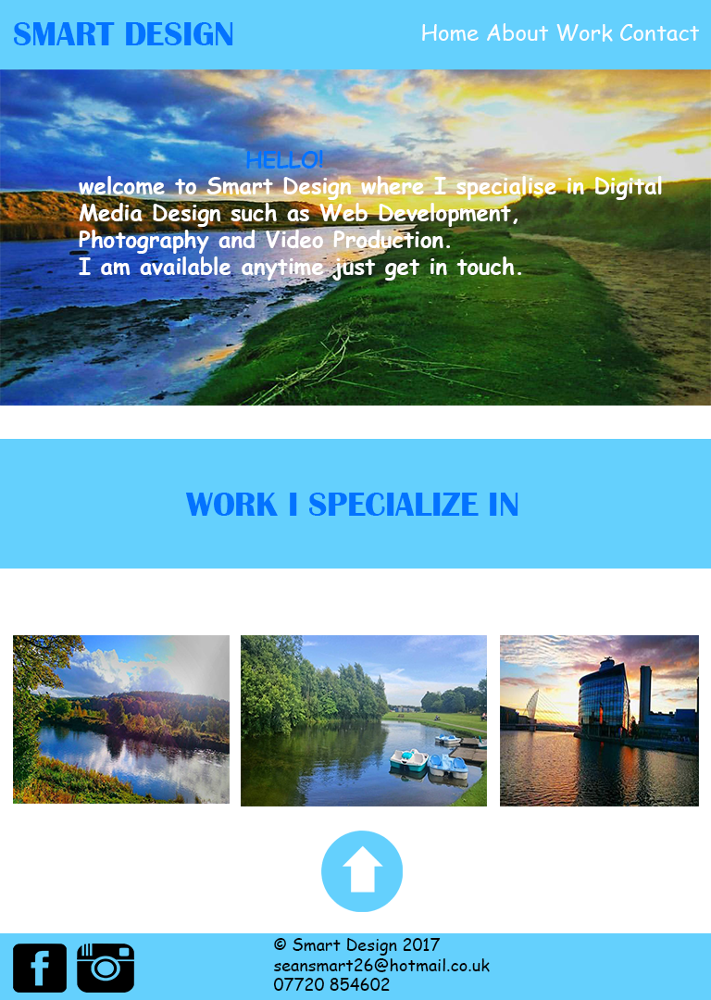 SMART DESIGN
Home About Work Contact
HELLO!
welcome to Smart Design where I specialise in Digital
Media Design such as Web Development,
Photography and Video Production.
I am available anytime just get in touch.
WORK I SPECIALIZE IN
© Smart Design 2017
seansmart26@hotmail.co.uk
07720 854602